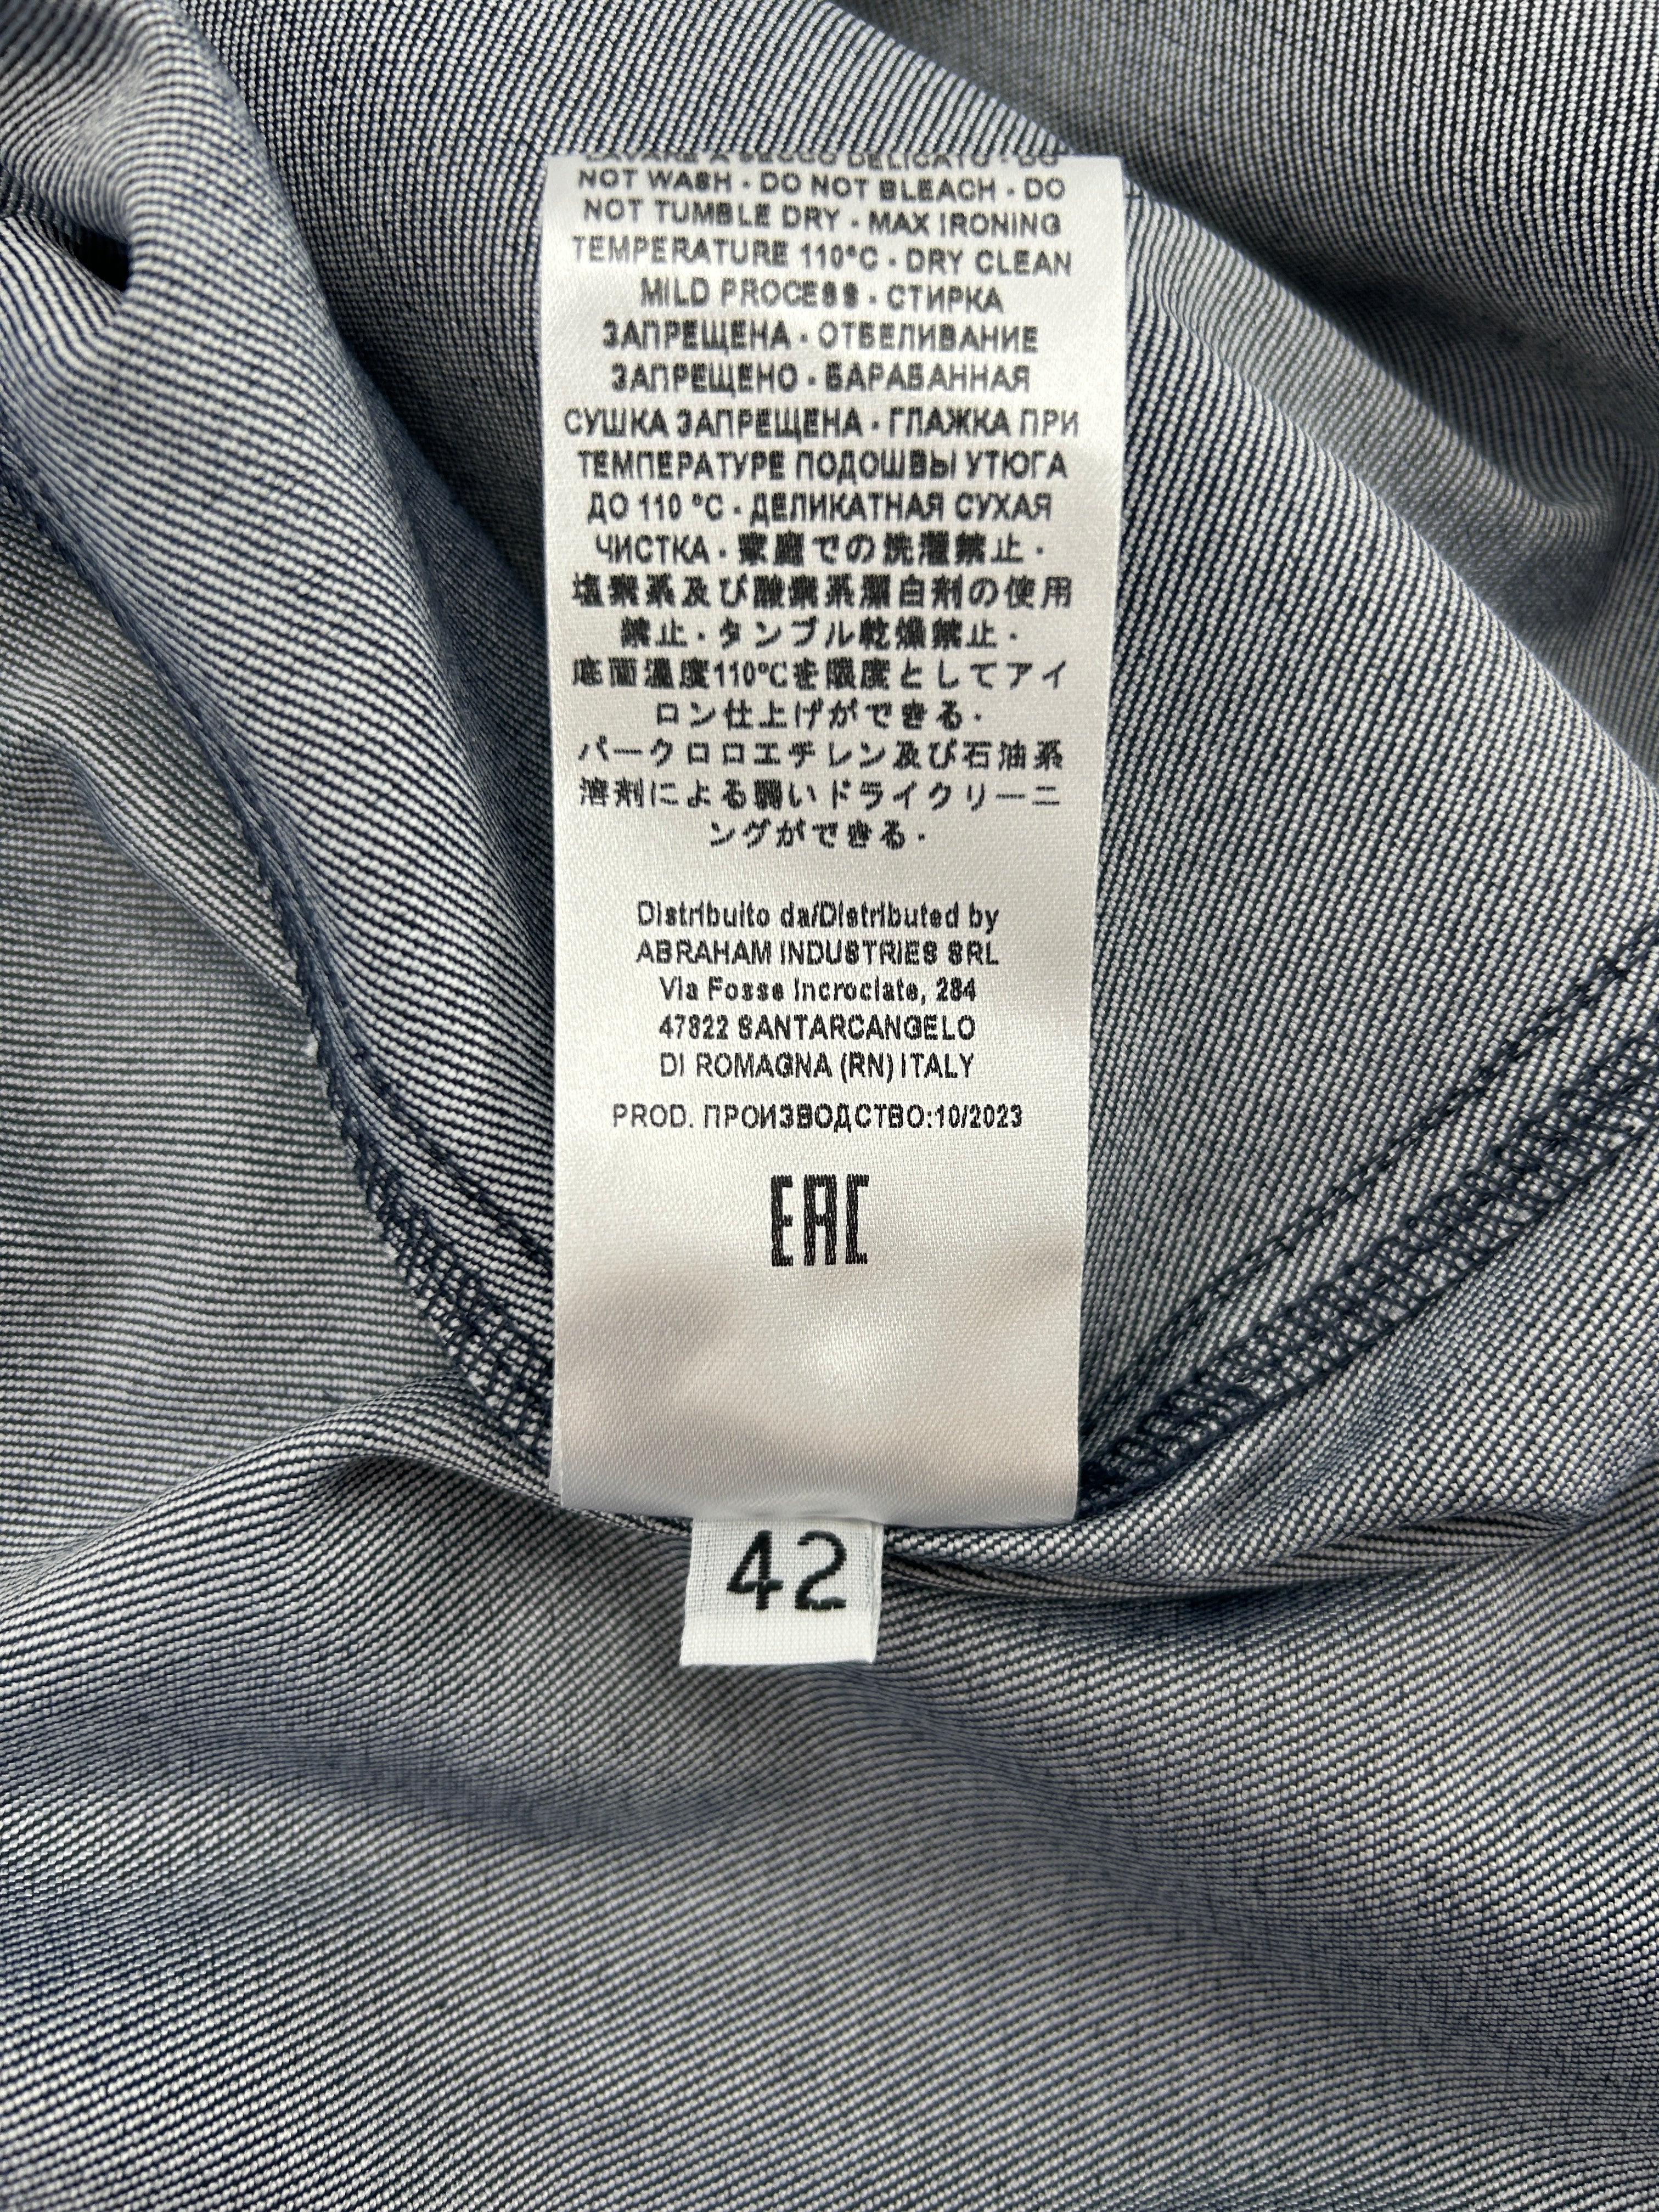 LAVARE A SECCO DELICATO - DO
NOT WASH - DO NOT BLEACH - DO
NOT TUMBLE DRY - MAX IRONING
TEMPERATURE 110°C - DRY CLEAN
MILD PROCESS - СТИРКА
ЗАПРЕЩЕНА - ОТБЕЛИВАНИЕ
ЗАПРЕЩЕНО - БАРАБАННАЯ
СУШКА ЗАПРЕЩЕНА - ГЛАЖКА ПРИ
ТЕМПЕРАТУРЕ ПОДОШВЫ УТЮГА
ДО 110 °C - ДЕЛИКАТНАЯ СУХАЯ
ЧИСТКА - 家庭での洗濯禁止 -
塩素系及び酸素系漂白剤の使用
禁止 - タンブル乾燥禁止 -
底面温度110℃を限度としてアイ
ロン仕上げができる -
パークロロエチレン及び石油系
溶剤による弱いドライクリーニ
ングができる -
Distribuito da/Distributed by
ABRAHAM INDUSTRIES SRL
Via Fosse Incrociate, 284
47822 SANTARCANGELO
DI ROMAGNA (RN) ITALY
PROD. ПРОИЗВОДСТВО:10/2023
EAC
42